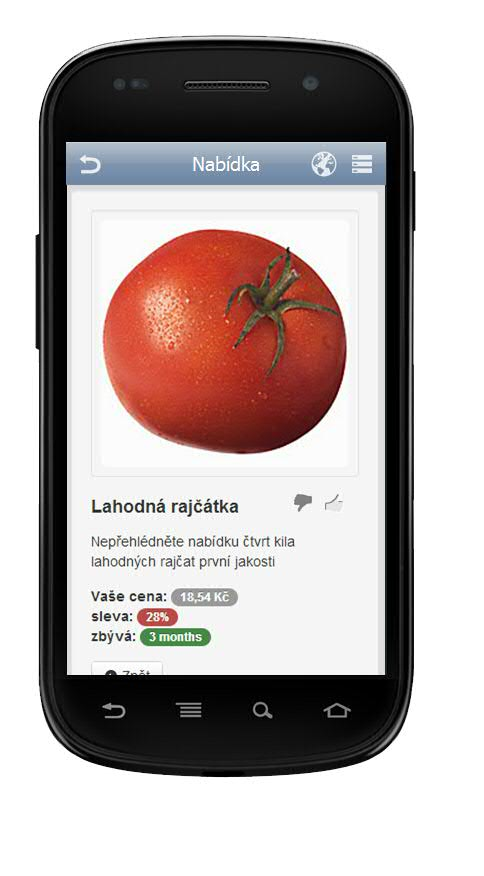 Nabídka
Lahodná rajčátka
Nepřehlédněte nabídku čtvrt kila
lahodných rajčat první jakosti
Vaše cena: 18,54 Kč
sleva: 28%
zbývá: 3 months
Zpět